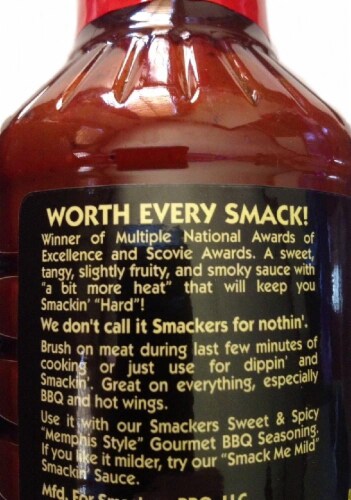 WORTH EVERY SMACK!
Winner of Multiple National Awards of
Excellence and Scovie Awards. A sweet,
tangy, slightly fruity, and smoky sauce with
"a bit more heat" that will keep you
Smackin' "Hard"!
We don't call it Smackers for nothin'.
Brush on meat during last few minutes of
cooking or just use for dippin' and
Smackin'. Great on everything, especially
BBQ and hot wings.
Use it with our Smackers Sweet & Spicy
"Memphis Style" Gourmet BBQ Seasoning.
If you like it milder, try our "Smack Me Mild"
Smackin' Sauce.
Mfd. For BBQ, LLC